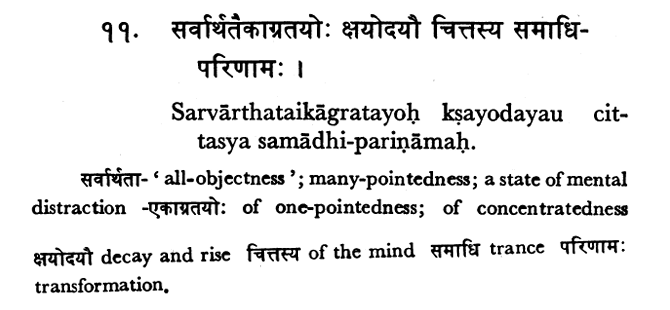 ११. सर्वार्थतैकाग्रतयोः क्षयोदयौ चित्तस्य समाधि-
परिणामः ।
Sarvārthataikāgratayoḥ kṣayodayau cit-
tasya samādhi-pariṇāmaḥ.
सर्वार्थता- ‘ all-objectness ’; many-pointedness; a state of mental
distraction -एकाग्रतयोः of one-pointedness; of concentratedness
क्षयोदयौ decay and rise चित्तस्य of the mind समाधि trance परिणामः
transformation.